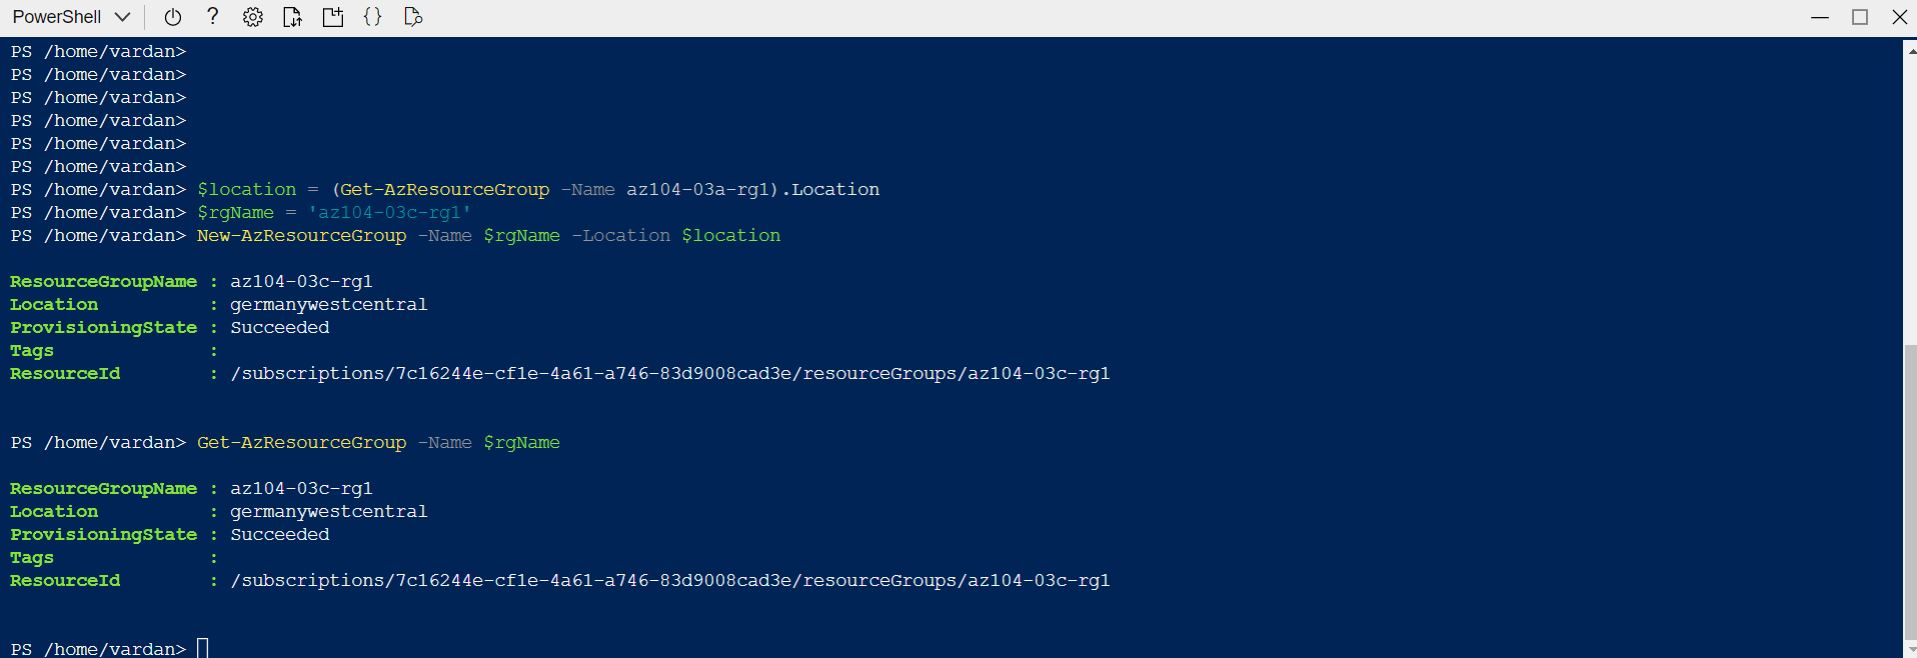 PowerShell
PS /home/vardan>
PS /home/vardan>
PS /home/vardan>
PS /home/vardan>
PS /home/vardan>
PS /home/vardan>
PS /home/vardan> $location = (Get-AzResourceGroup -Name az104-03a-rg1).Location
PS /home/vardan> $rgName = 'az104-03c-rg1'
PS /home/vardan> New-AzResourceGroup -Name $rgName -Location $location
ResourceGroupName : az104-03c-rg1
Location : germanywestcentral
ProvisioningState : Succeeded
Tags :
ResourceId : /subscriptions/7c16244e-cf1e-4a61-a746-83d9008cad3e/resourceGroups/az104-03c-rg1
PS /home/vardan> Get-AzResourceGroup -Name $rgName
ResourceGroupName : az104-03c-rg1
Location : germanywestcentral
ProvisioningState : Succeeded
Tags :
ResourceId : /subscriptions/7c16244e-cf1e-4a61-a746-83d9008cad3e/resourceGroups/az104-03c-rg1
PS /home/vardan>